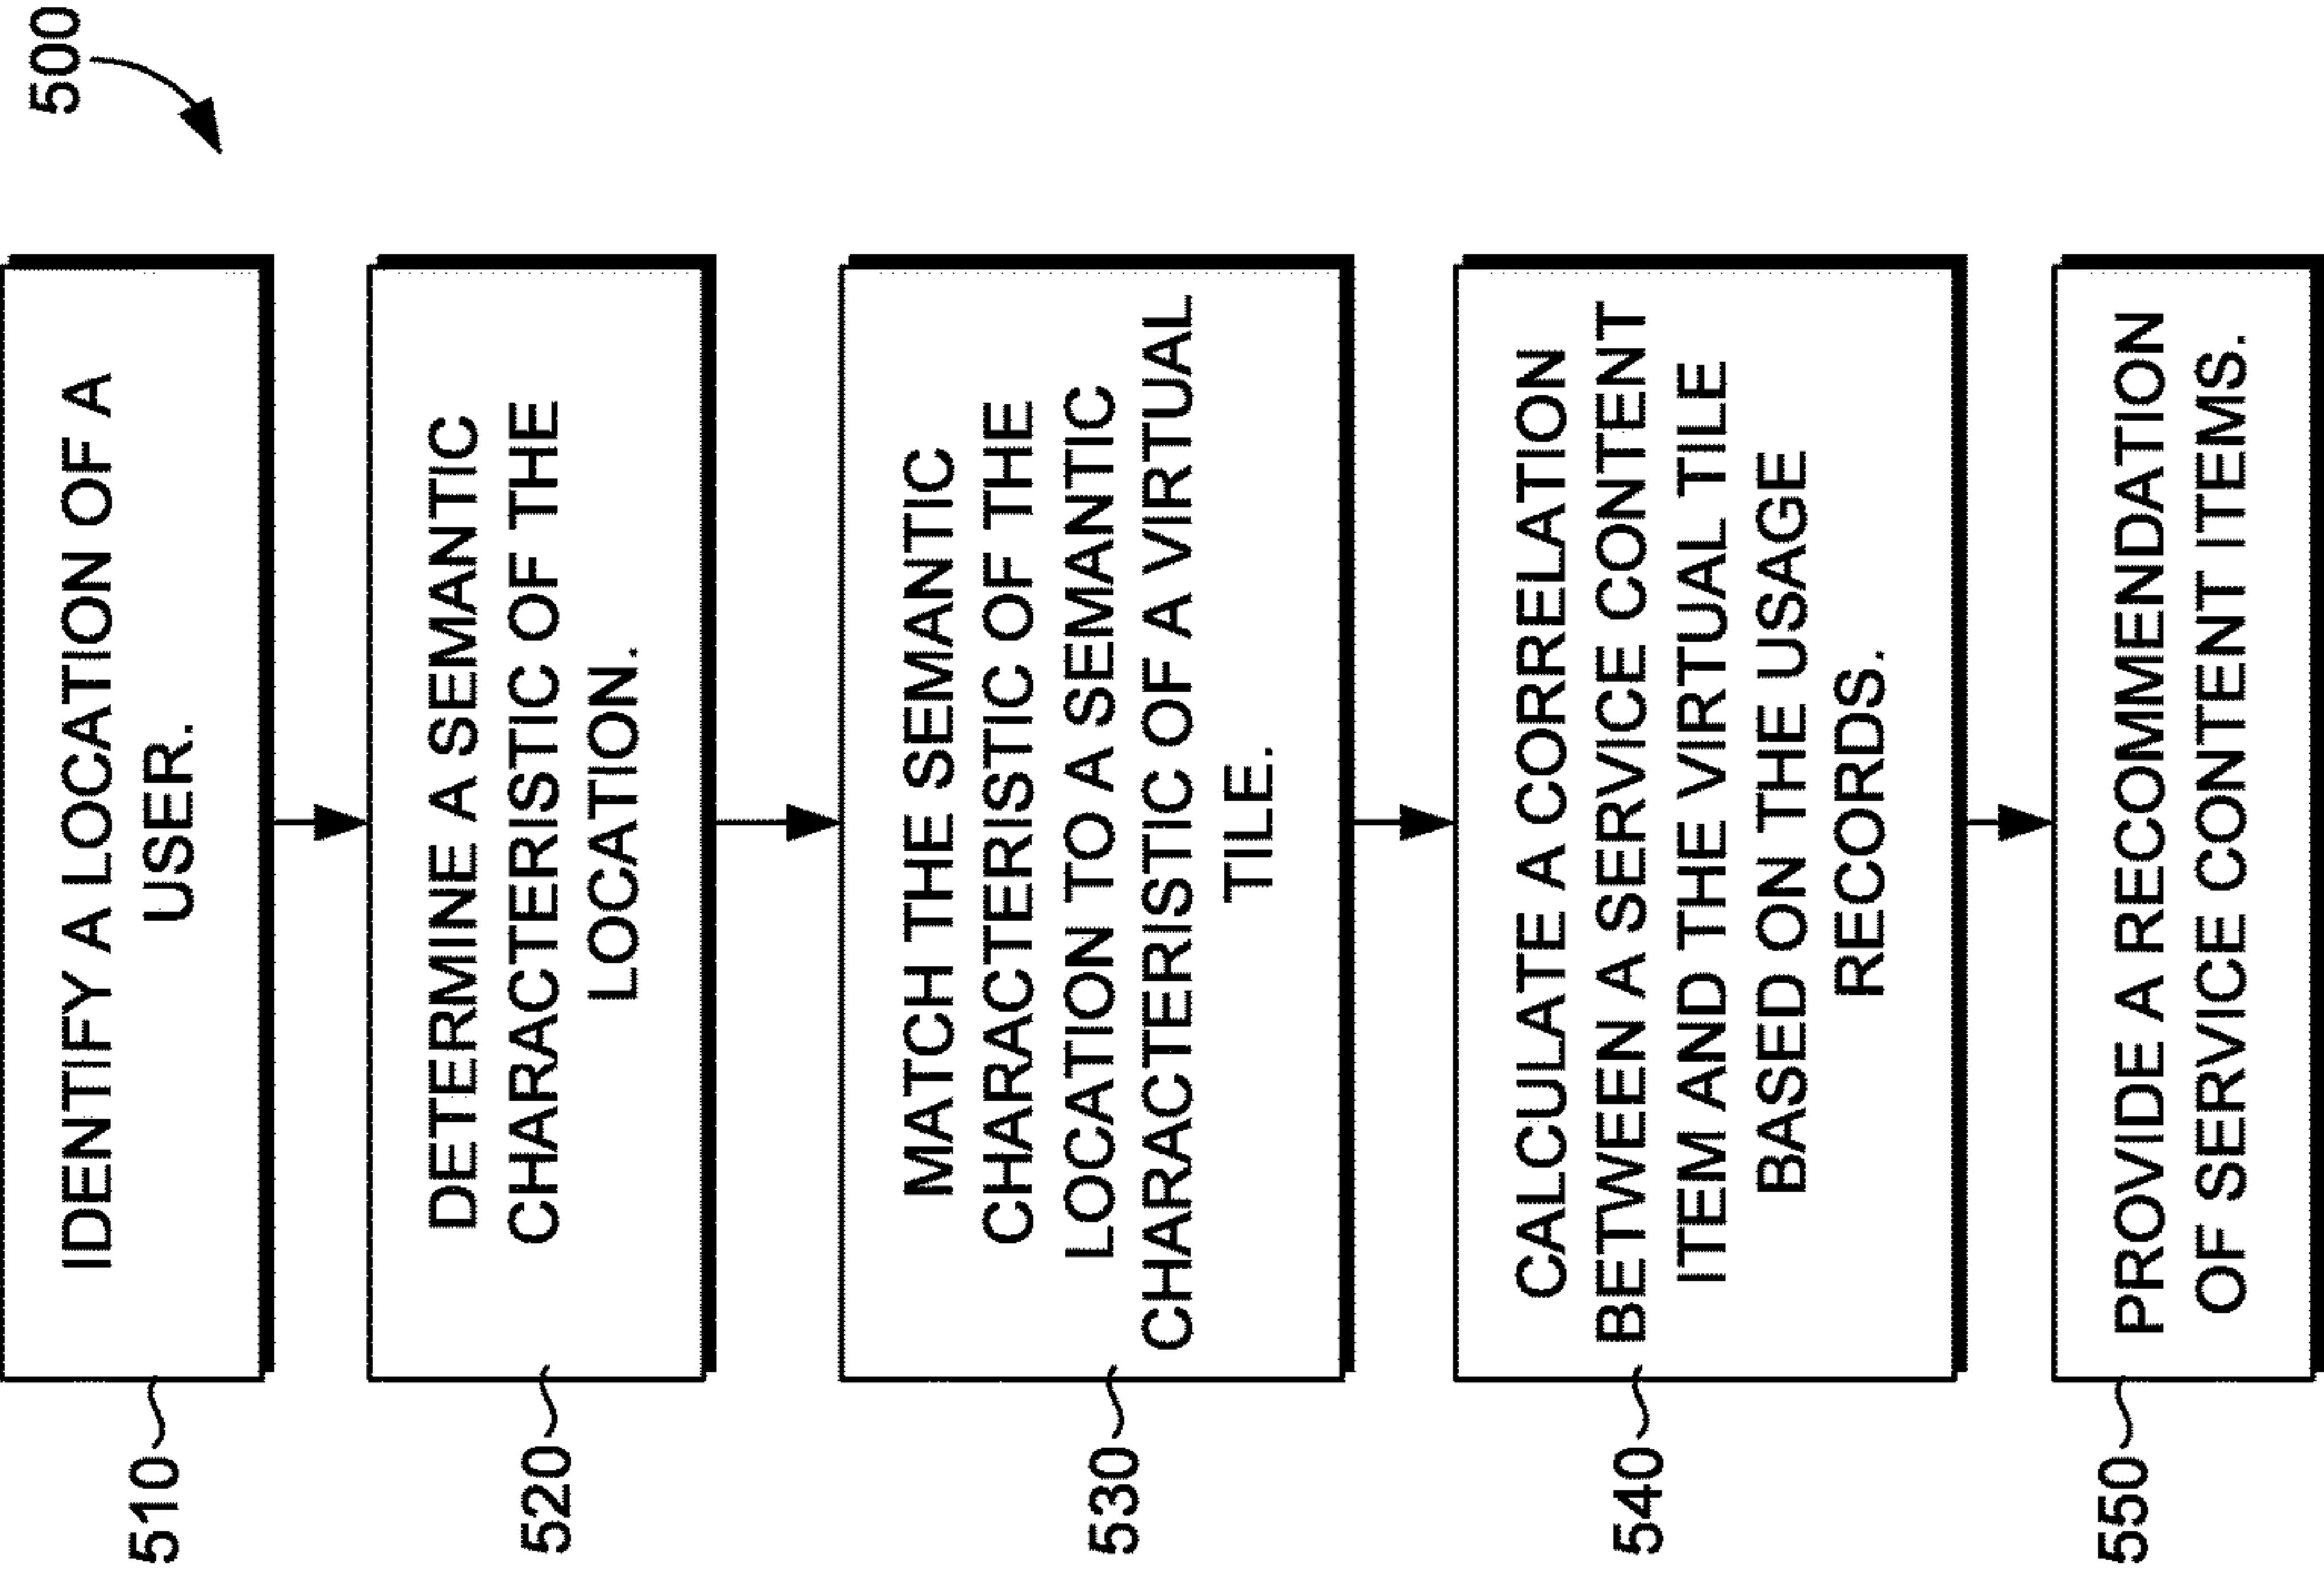 500
510
IDENTIFY A LOCATION OF A
USER.
520
DETERMINE A SEMANTIC
CHARACTERISTIC OF THE
LOCATION.
530
MATCH THE SEMANTIC
CHARACTERISTIC OF THE
LOCATION TO A SEMANTIC
CHARACTERISTIC OF A VIRTUAL
TILE.
540
CALCULATE A CORRELATION
BETWEEN A SERVICE CONTENT
ITEM AND THE VIRTUAL TILE
BASED ON THE USAGE
RECORDS.
550
PROVIDE A RECOMMENDATION
OF SERVICE CONTENT ITEMS.